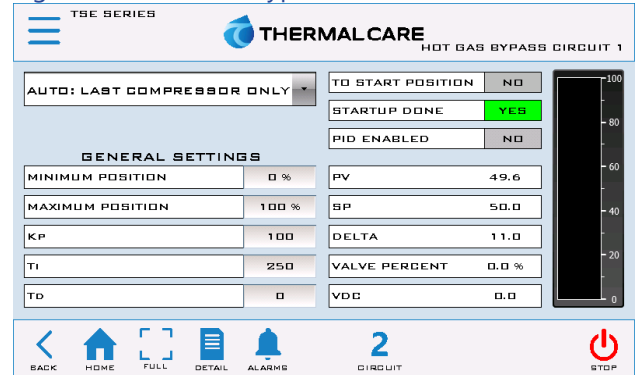 TSE SERIES
THERMALCARE
HOT GAS BYPASS CIRCUIT 1
AUTO: LAST COMPRESSOR ONLY
TO START POSITION NO
STARTUP DONE YES
PID ENABLED NO
GENERAL SETTINGS
MINIMUM POSITION 0 %
MAXIMUM POSITION 100 %
KP 100
TI 250
TD 0
PV 49.6
SP 50.0
DELTA 11.0
VALVE PERCENT 0.0 %
VDC 0.0
100
80
60
40
20
0
BACK
HOME
FULL
DETAIL
ALARMS
2
CIRCUIT
STOP